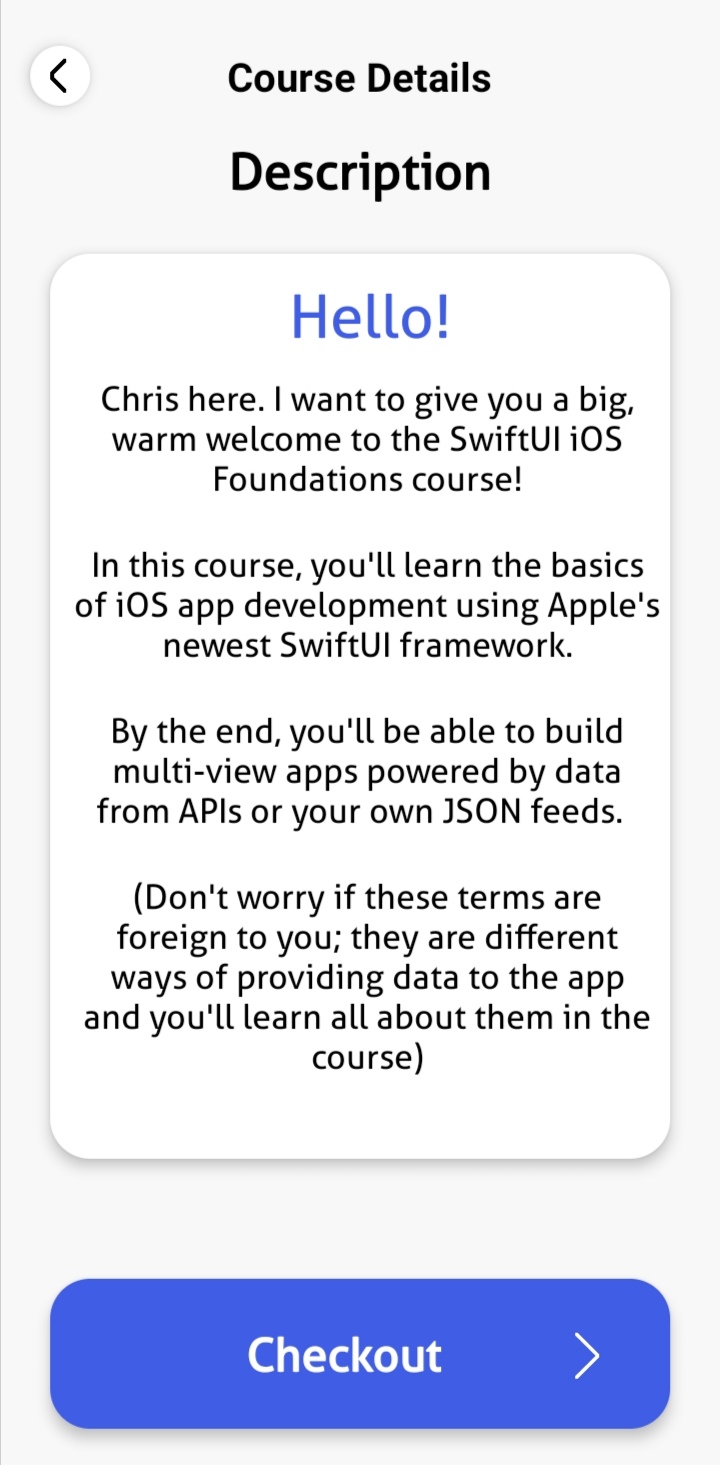 Course Details
Description
Hello!
Chris here. I want to give you a big,
warm welcome to the SwiftUI iOS
Foundations course!
In this course, you'll learn the basics
of iOS app development using Apple's
newest SwiftUI framework.
By the end, you'll be able to build
multi-view apps powered by data
from APIs or your own JSON feeds.
(Don't worry if these terms are
foreign to you; they are different
ways of providing data to the app
and you'll learn all about them in the
course)
Checkout